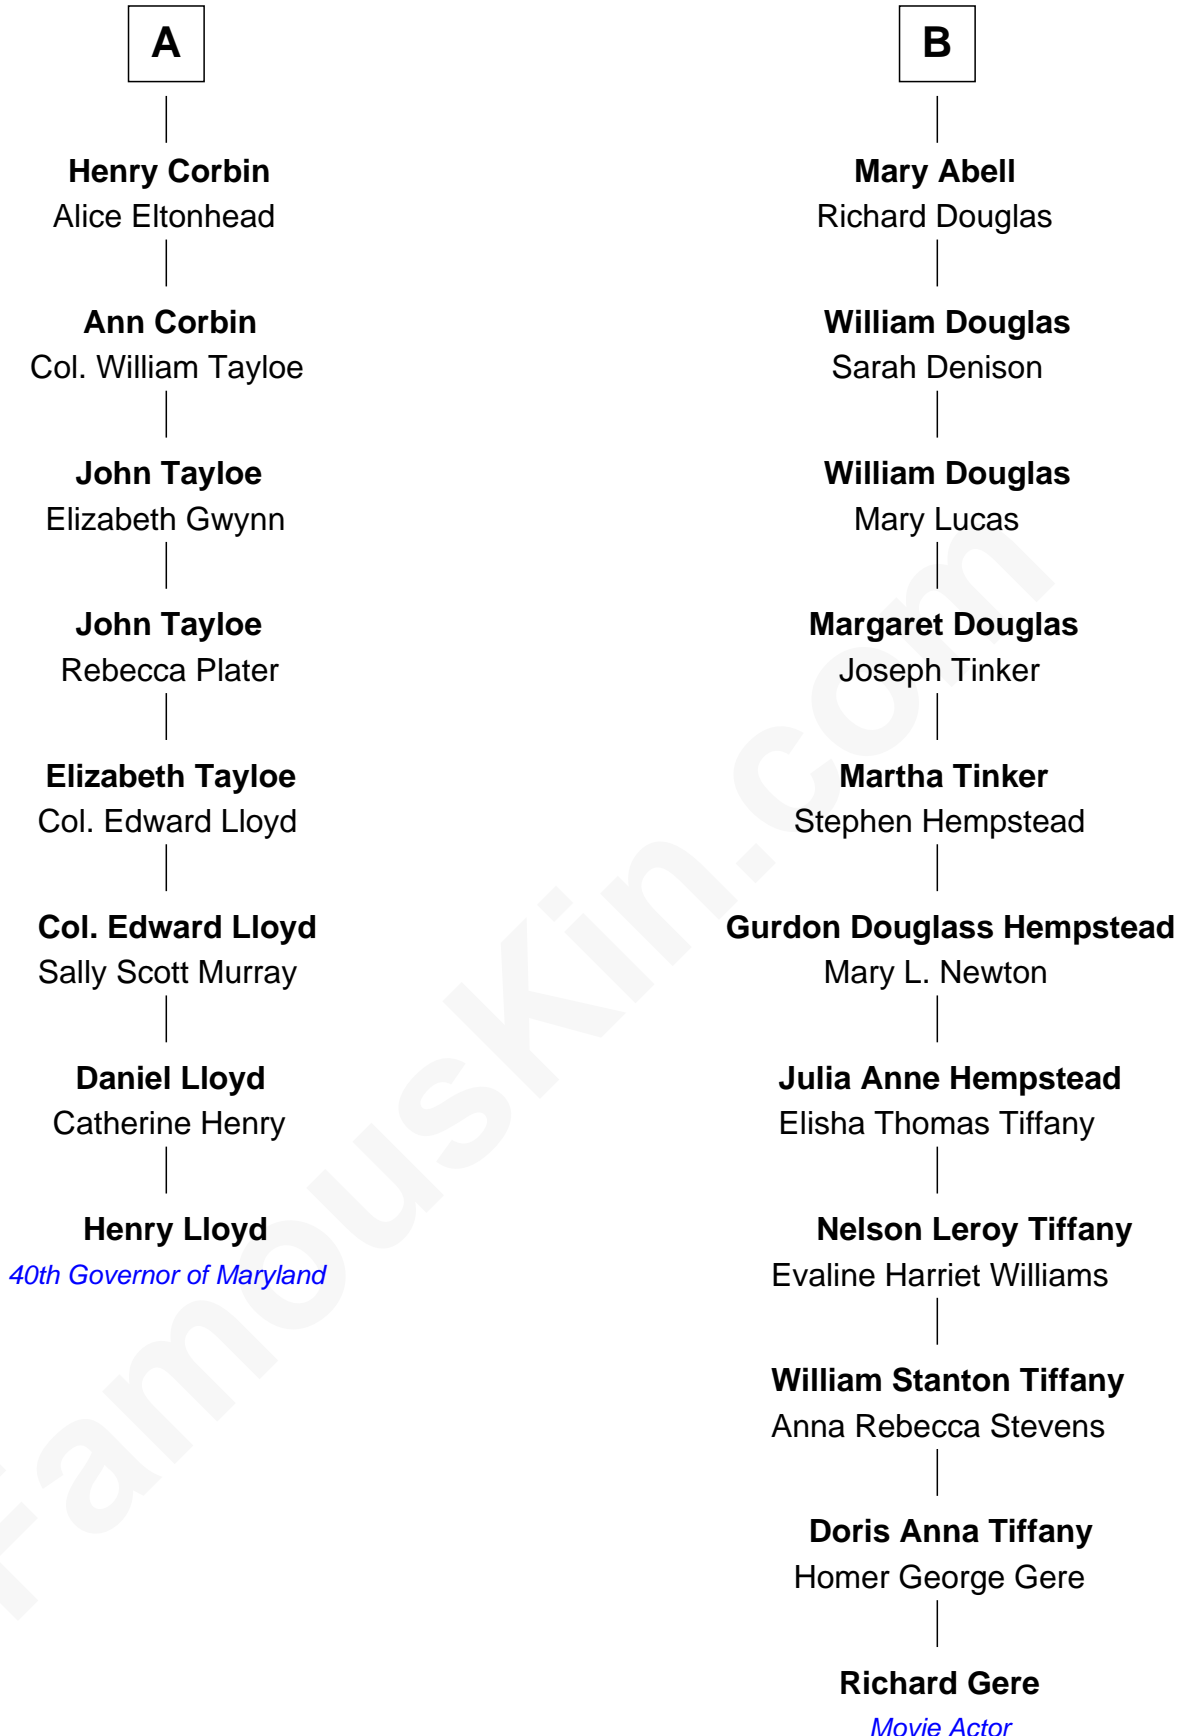 A
Henry Corbin
Alice Eltonhead
Ann Corbin
Col. William Tayloe
John Tayloe
Elizabeth Gwynn
John Tayloe
Rebecca Plater
Elizabeth Tayloe
Col. Edward Lloyd
Col. Edward Lloyd
Sally Scott Murray
Daniel Lloyd
Catherine Henry
Henry Lloyd
40th Governor of Maryland
B
Mary Abell
Richard Douglas
William Douglas
Sarah Denison
William Douglas
Mary Lucas
Margaret Douglas
Joseph Tinker
Martha Tinker
Stephen Hempstead
Gurdon Douglass Hempstead
Mary L. Newton
Julia Anne Hempstead
Elisha Thomas Tiffany
Nelson Leroy Tiffany
Evaline Harriet Williams
William Stanton Tiffany
Anna Rebecca Stevens
Doris Anna Tiffany
Homer George Gere
Richard Gere
Movie Actor
FamousKin.com